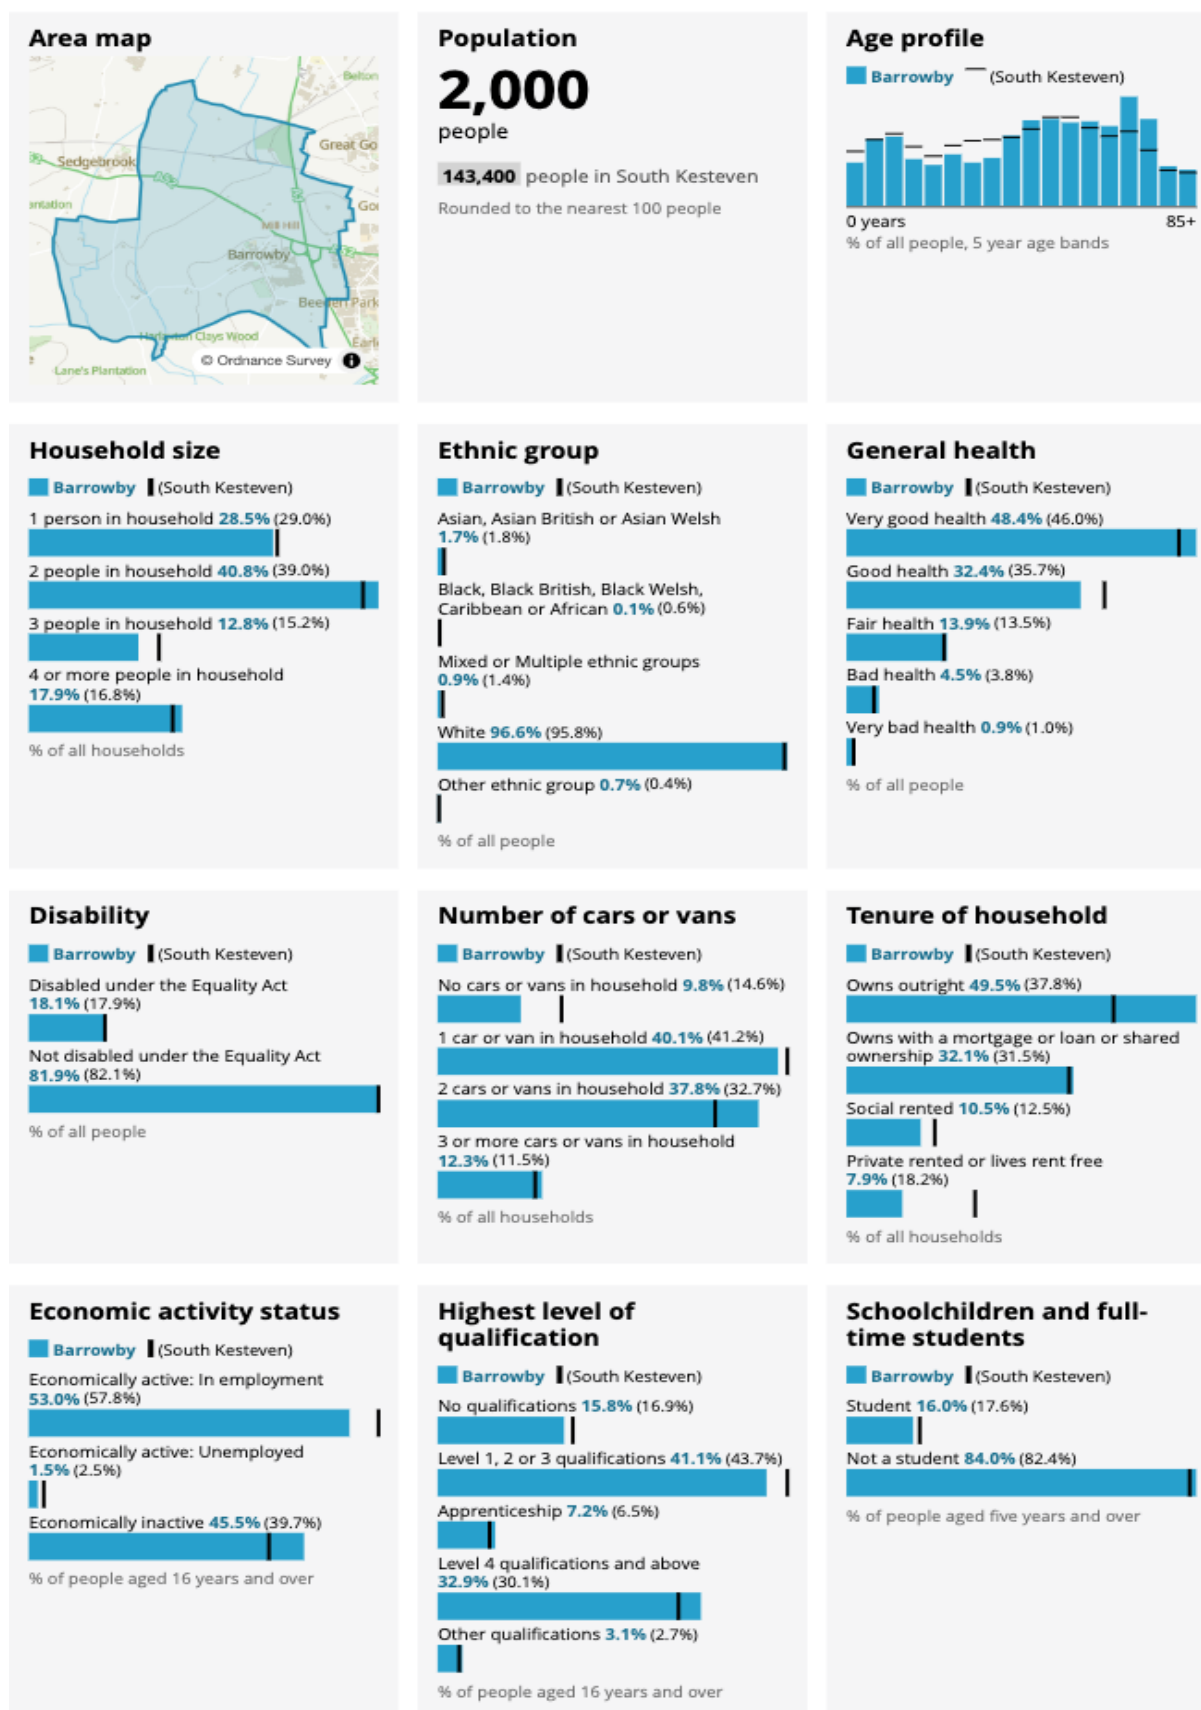 Area map
Belton
Great Go
Sedgebrook
A52
antation
Gon
Mill Hill
Barrowby
A52
Beeden Park
Harlaxton Clays Wood
Earl
© Ordnance Survey
Lane's Plantation
Population
2,000
people
143,400 people in South Kesteven
Rounded to the nearest 100 people
Age profile
Barrowby (South Kesteven)
0 years 85+
% of all people, 5 year age bands
Household size
Barrowby (South Kesteven)
1 person in household 28.5% (29.0%)
2 people in household 40.8% (39.0%)
3 people in household 12.8% (15.2%)
4 or more people in household
17.9% (16.8%)
% of all households
Ethnic group
Barrowby (South Kesteven)
Asian, Asian British or Asian Welsh
1.7% (1.8%)
Black, Black British, Black Welsh,
Caribbean or African 0.1% (0.6%)
Mixed or Multiple ethnic groups
0.9% (1.4%)
White 96.6% (95.8%)
Other ethnic group 0.7% (0.4%)
% of all people
General health
Barrowby (South Kesteven)
Very good health 48.4% (46.0%)
Good health 32.4% (35.7%)
Fair health 13.9% (13.5%)
Bad health 4.5% (3.8%)
Very bad health 0.9% (1.0%)
% of all people
Disability
Barrowby (South Kesteven)
Disabled under the Equality Act
18.1% (17.9%)
Not disabled under the Equality Act
81.9% (82.1%)
% of all people
Number of cars or vans
Barrowby (South Kesteven)
No cars or vans in household 9.8% (14.6%)
1 car or van in household 40.1% (41.2%)
2 cars or vans in household 37.8% (32.7%)
3 or more cars or vans in household
12.3% (11.5%)
% of all households
Tenure of household
Barrowby (South Kesteven)
Owns outright 49.5% (37.8%)
Owns with a mortgage or loan or shared
ownership 32.1% (31.5%)
Social rented 10.5% (12.5%)
Private rented or lives rent free
7.9% (18.2%)
% of all households
Economic activity status
Barrowby (South Kesteven)
Economically active: In employment
53.0% (57.8%)
Economically active: Unemployed
1.5% (2.5%)
Economically inactive 45.5% (39.7%)
% of people aged 16 years and over
Highest level of
qualification
Barrowby (South Kesteven)
No qualifications 15.8% (16.9%)
Level 1, 2 or 3 qualifications 41.1% (43.7%)
Apprenticeship 7.2% (6.5%)
Level 4 qualifications and above
32.9% (30.1%)
Other qualifications 3.1% (2.7%)
% of people aged 16 years and over
Schoolchildren and full-
time students
Barrowby (South Kesteven)
Student 16.0% (17.6%)
Not a student 84.0% (82.4%)
% of people aged five years and over